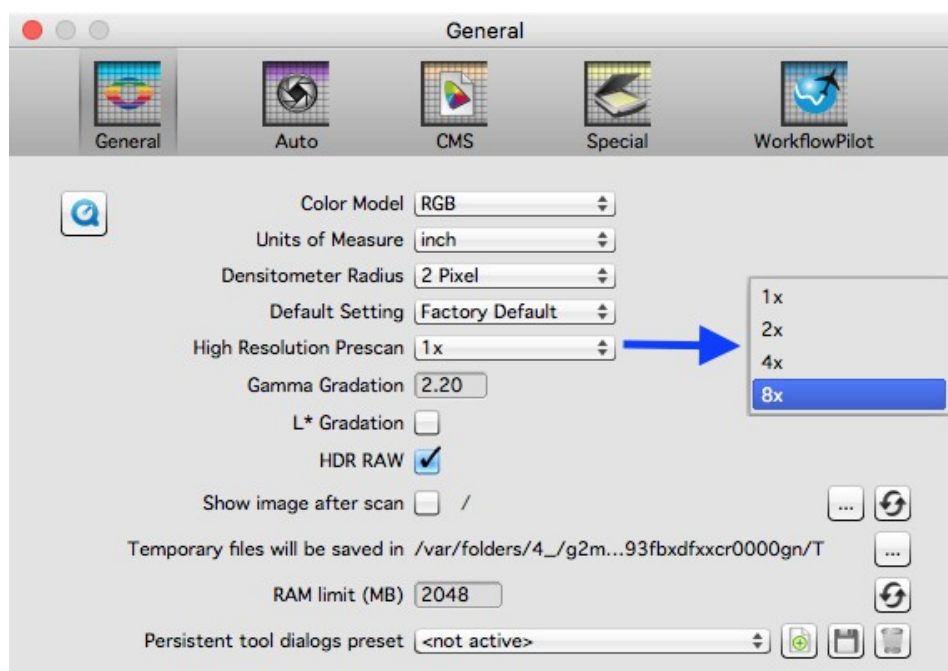 General
General Auto CMS Special WorkflowPilot
Color Model RGB
Units of Measure inch
Densitometer Radius 2 Pixel
Default Setting Factory Default
High Resolution Prescan 1x
1x
2x
4x
8x
Gamma Gradation 2.20
L* Gradation
HDR RAW
Show image after scan /
...
Temporary files will be saved in /var/folders/4_/g2m...93fbxdfxxcr0000gn/T
...
RAM limit (MB) 2048
Persistent tool dialogs preset <not active>